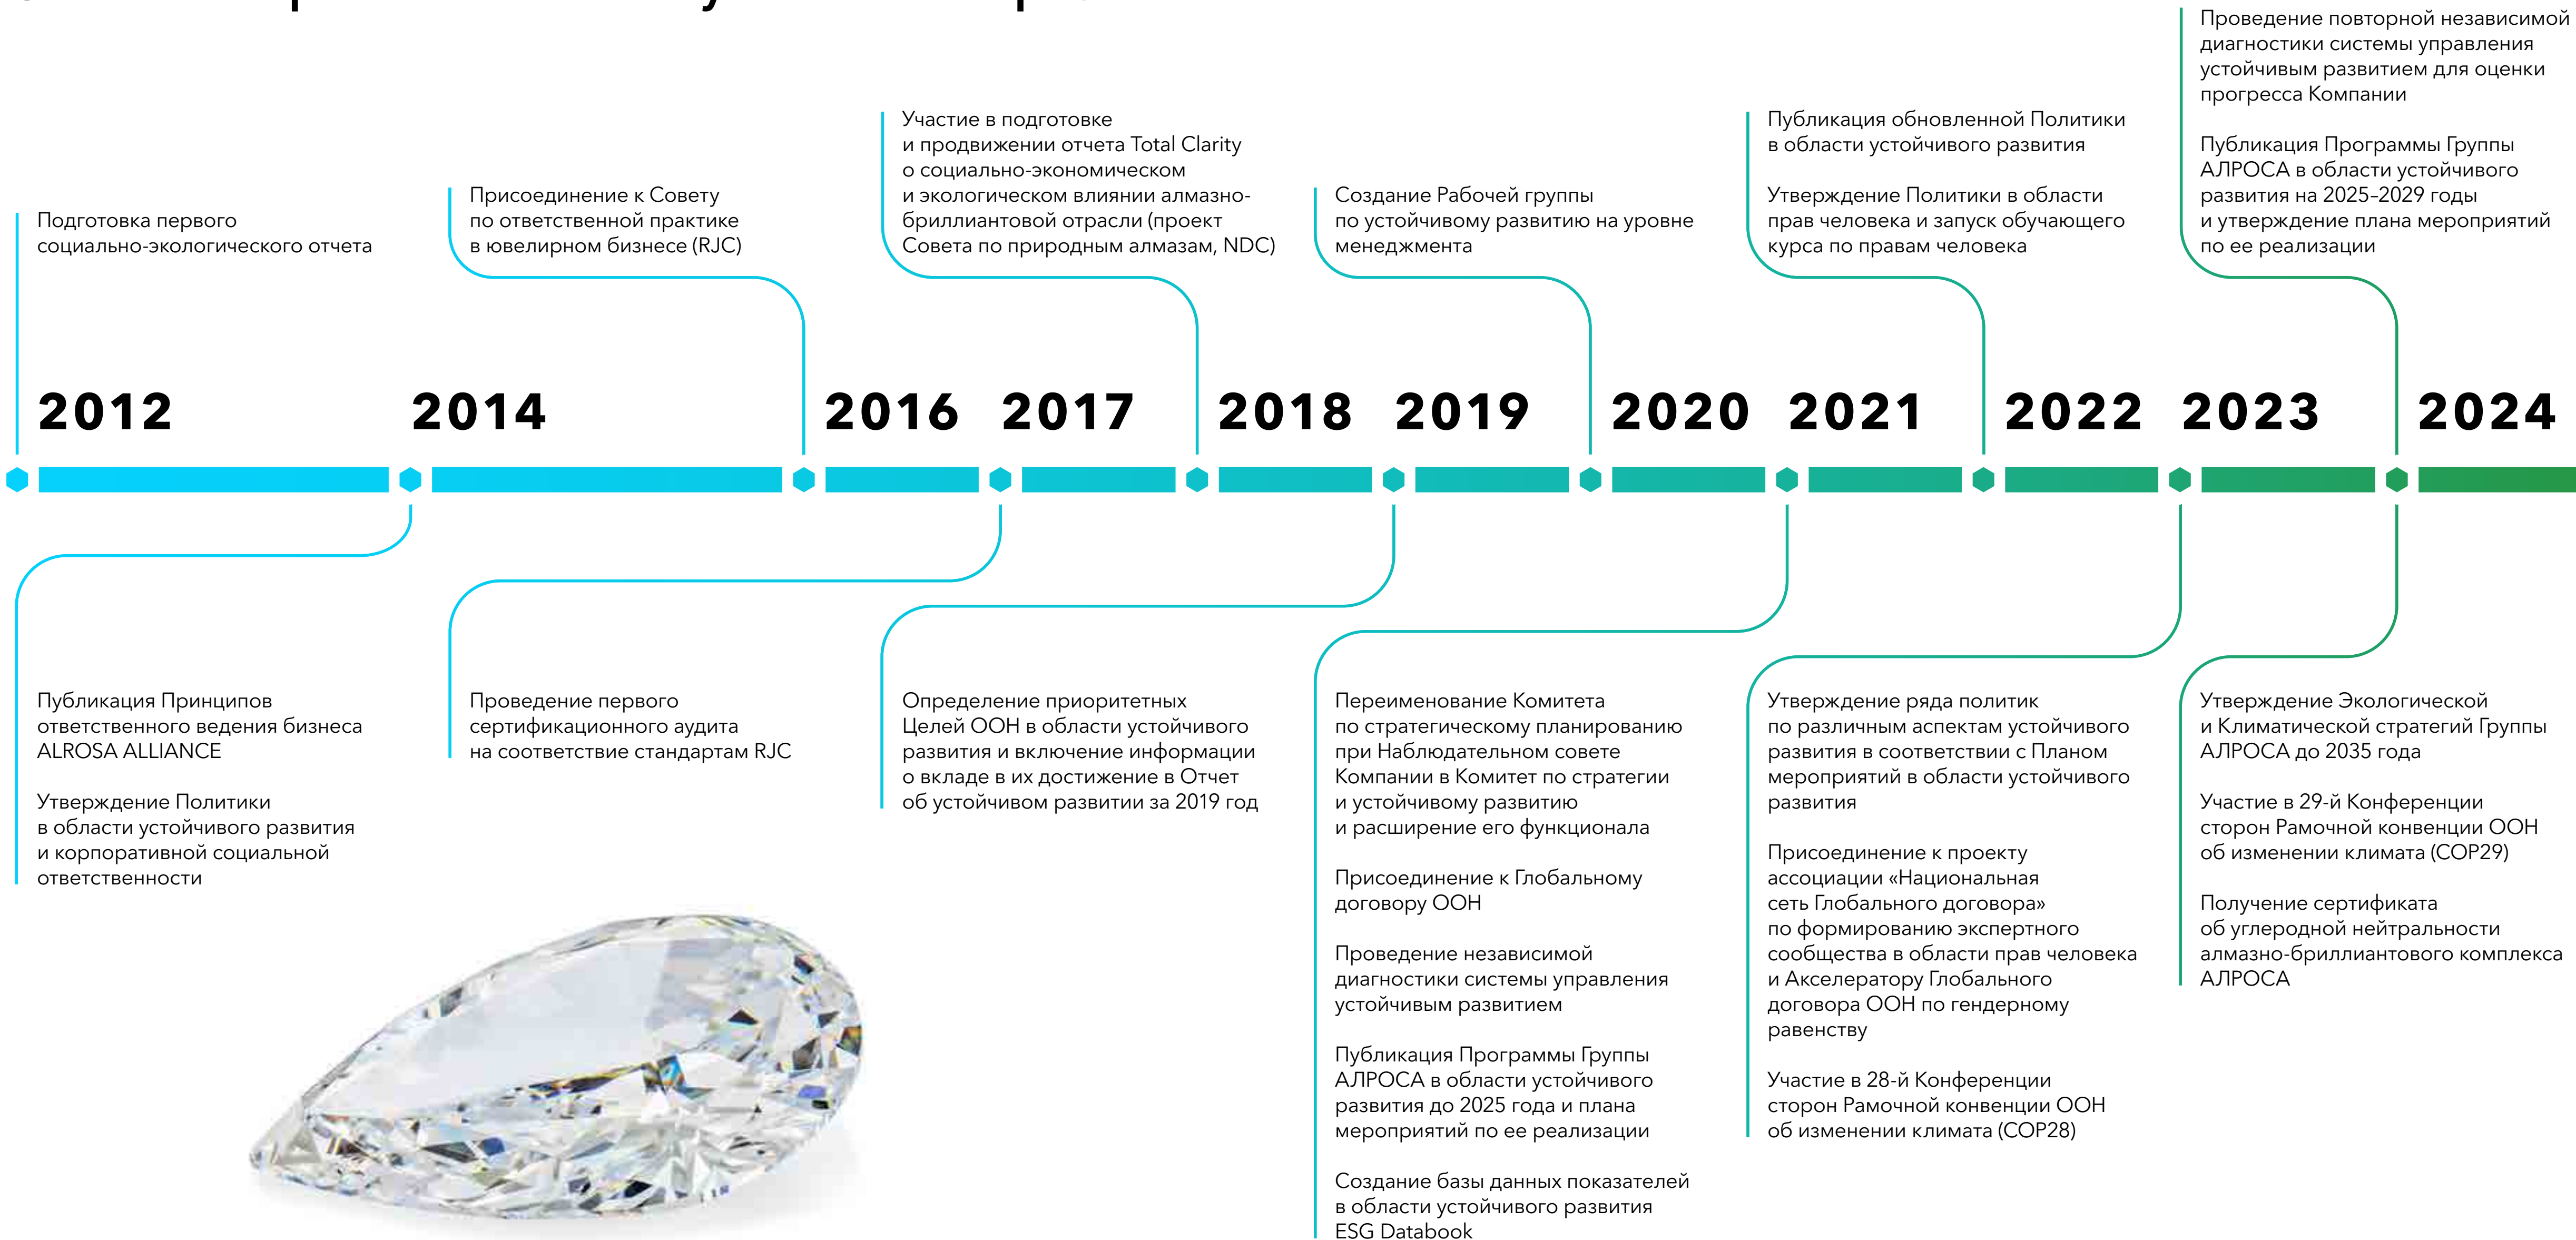 Подготовка первого
социально-экологического отчета
Присоединение к Совету
по ответственной практике
в ювелирном бизнесе (RJC)
Участие в подготовке
и продвижении отчета Total Clarity
о социально-экономическом
и экологическом влиянии алмазно-
бриллиантовой отрасли (проект
Совета по природным алмазам, NDC)
Создание Рабочей группы
по устойчивому развитию на уровне
менеджмента
Публикация обновленной Политики
в области устойчивого развития
Утверждение Политики в области
прав человека и запуск обучающего
курса по правам человека
Проведение повторной независимой
диагностики системы управления
устойчивым развитием для оценки
прогресса Компании
Публикация Программы Группы
АЛРОСА в области устойчивого
развития на 2025–2029 годы
и утверждение плана мероприятий
по ее реализации
2012
2014
2016
2017
2018
2019
2020
2021
2022
2023
2024
Публикация Принципов
ответственного ведения бизнеса
ALROSA ALLIANCE
Утверждение Политики
в области устойчивого развития
и корпоративной социальной
ответственности
Проведение первого
сертификационного аудита
на соответствие стандартам RJC
Определение приоритетных
Целей ООН в области устойчивого
развития и включение информации
о вкладе в их достижение в Отчет
об устойчивом развитии за 2019 год
Переименование Комитета
по стратегическому планированию
при Наблюдательном совете
Компании в Комитет по стратегии
и устойчивому развитию
и расширение его функционала
Присоединение к Глобальному
договору ООН
Проведение независимой
диагностики системы управления
устойчивым развитием
Публикация Программы Группы
АЛРОСА в области устойчивого
развития до 2025 года и плана
мероприятий по ее реализации
Создание базы данных показателей
в области устойчивого развития
ESG Databook
Утверждение ряда политик
по различным аспектам устойчивого
развития в соответствии с Планом
мероприятий в области устойчивого
развития
Присоединение к проекту
ассоциации «Национальная
сеть Глобального договора»
по формированию экспертного
сообщества в области прав человека
и Акселератору Глобального
договора ООН по гендерному
равенству
Участие в 28-й Конференции
сторон Рамочной конвенции ООН
об изменении климата (COP28)
Утверждение Экологической
и Климатической стратегий Группы
АЛРОСА до 2035 года
Участие в 29-й Конференции
сторон Рамочной конвенции ООН
об изменении климата (COP29)
Получение сертификата
об углеродной нейтральности
алмазно-бриллиантового комплекса
АЛРОСА